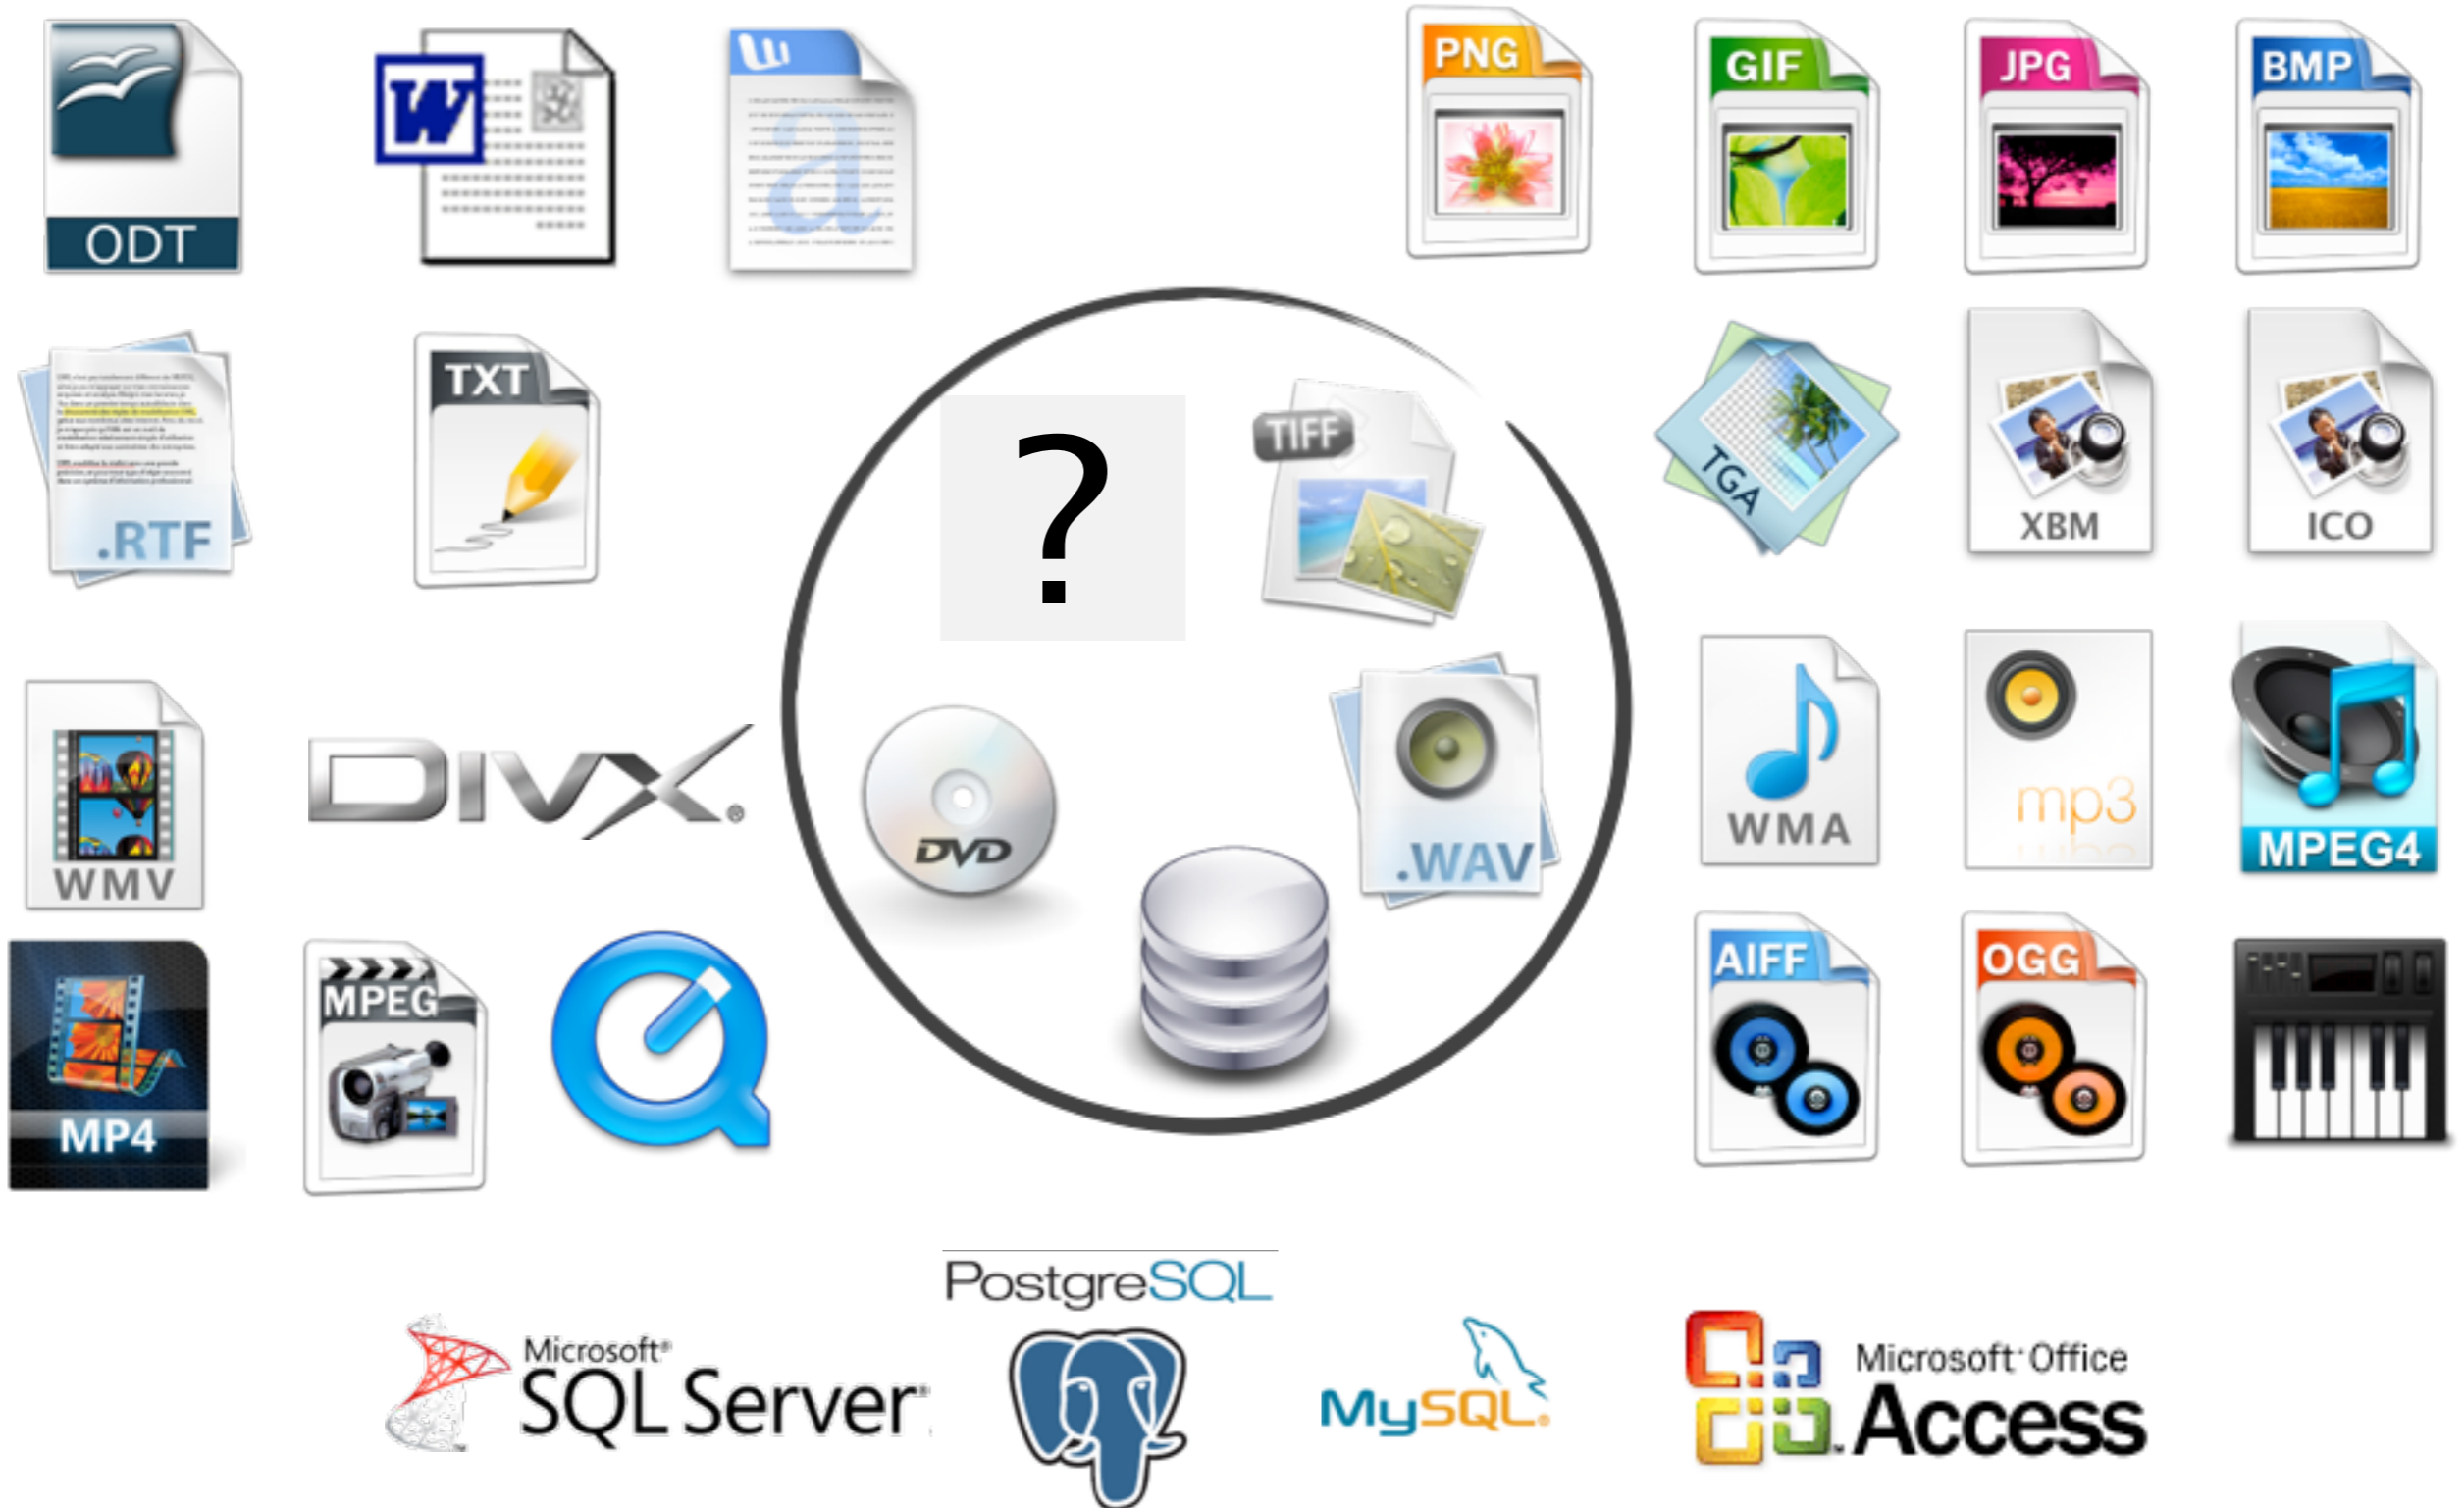 ODT
W
W
PNG
GIF
JPG
BMP
.RTF
TXT
?
TIFF
TGA
XBM
ICO
WMV
DIVX®
DVD
.WAV
WMA
mp3
MPEG4
MP4
MPEG
AIFF
OGG
PostgreSQL
Microsoft®
SQL Server®
MySQL®
Microsoft® Office
Access